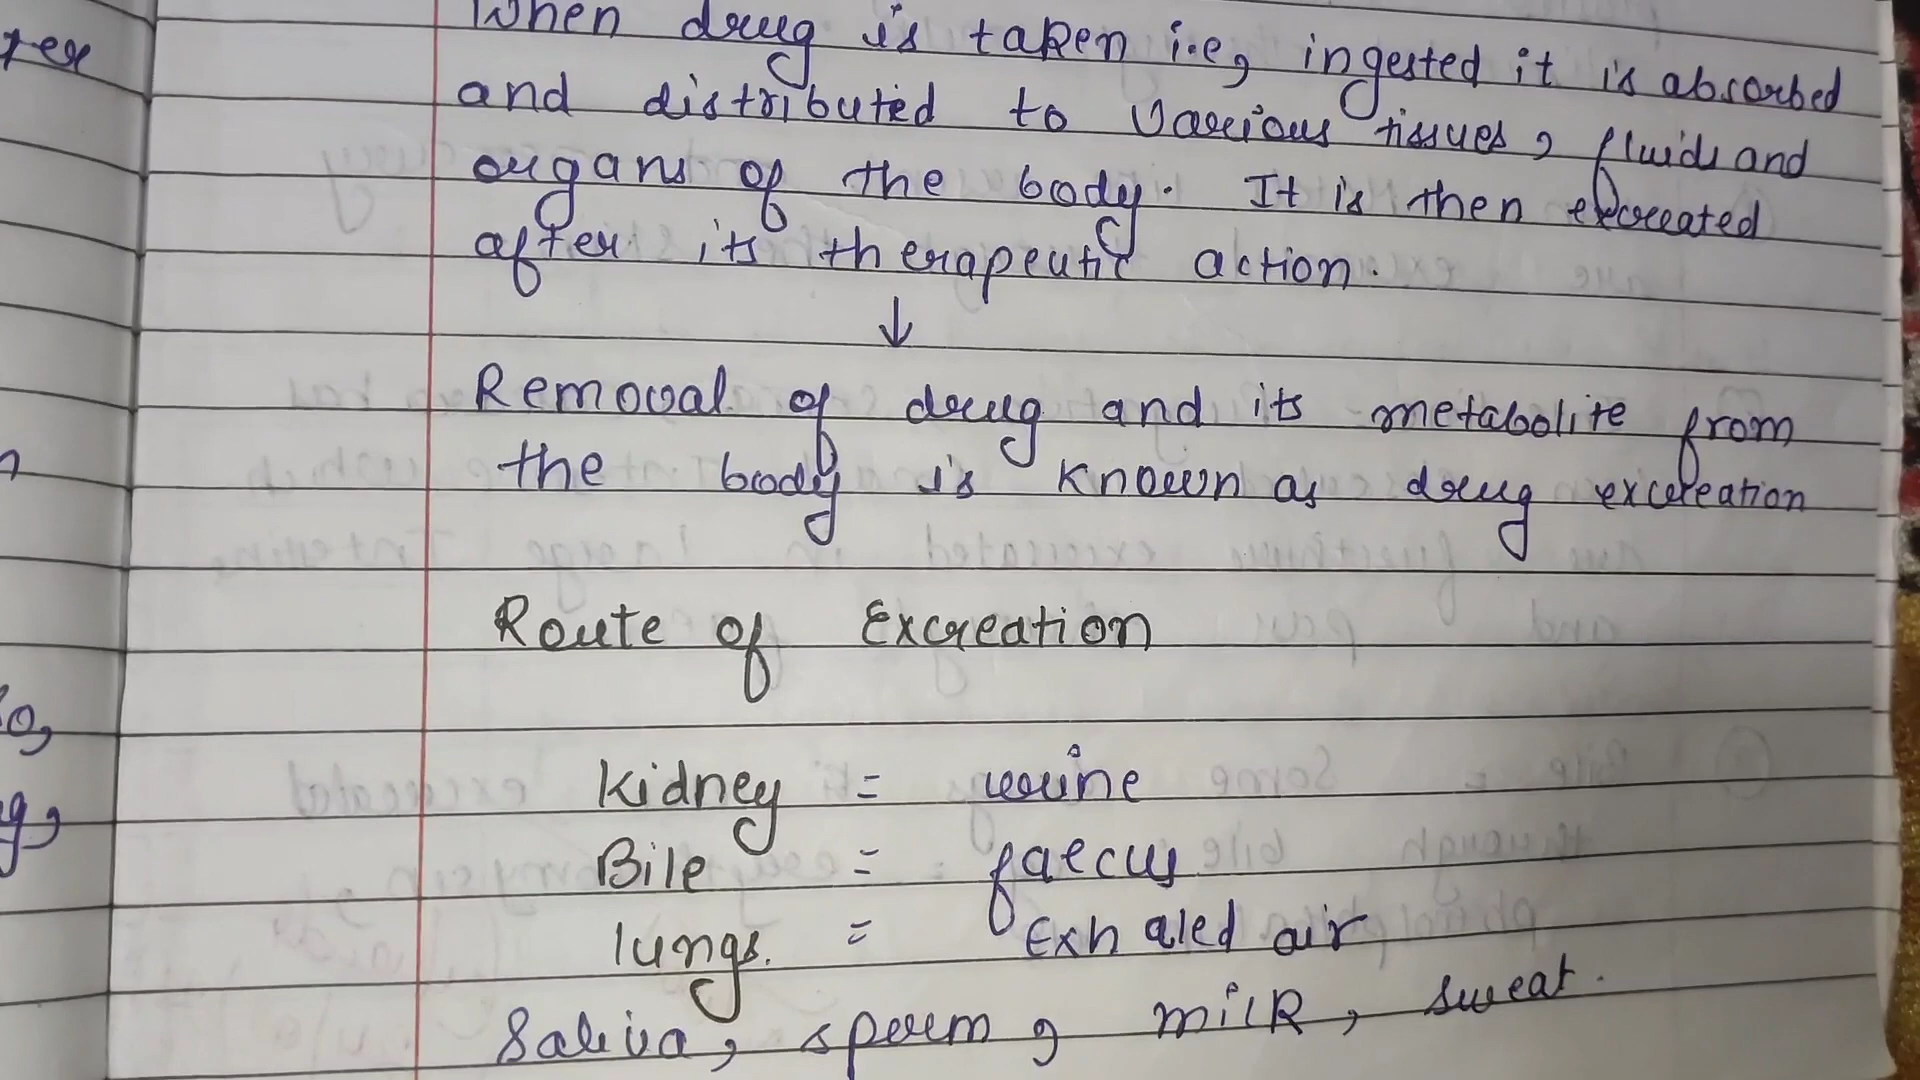 When drug is taken i.e, ingested it is absorbed
and distributed to various tissues, fluids and
organs of the body. It is then excreated
after its therapeutic action.
↓
Removal of drug and its metabolite from
the body is known as drug excreation
Route of Excreation
Kidney = urine
Bile = faecus
lungs. = Exhaled air
Saliva, sperm, milk, sweat.